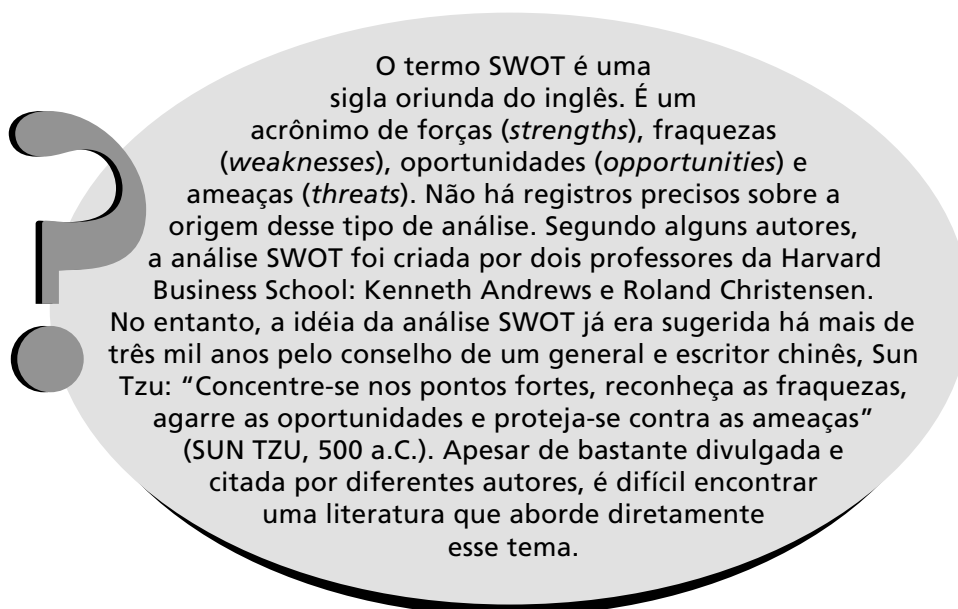 O termo SWOT é uma
sigla oriunda do inglês. É um
acrônimo de forças (strengths), fraquezas
(weaknesses), oportunidades (opportunities) e
ameaças (threats). Não há registros precisos sobre a
origem desse tipo de análise. Segundo alguns autores,
a análise SWOT foi criada por dois professores da Harvard
Business School: Kenneth Andrews e Roland Christensen.
No entanto, a idéia da análise SWOT já era sugerida há mais de
três mil anos pelo conselho de um general e escritor chinês, Sun
Tzu: “Concentre-se nos pontos fortes, reconheça as fraquezas,
agarre as oportunidades e proteja-se contra as ameaças”
(SUN TZU, 500 a.C.). Apesar de bastante divulgada e
citada por diferentes autores, é difícil encontrar
uma literatura que aborde diretamente
esse tema.
?